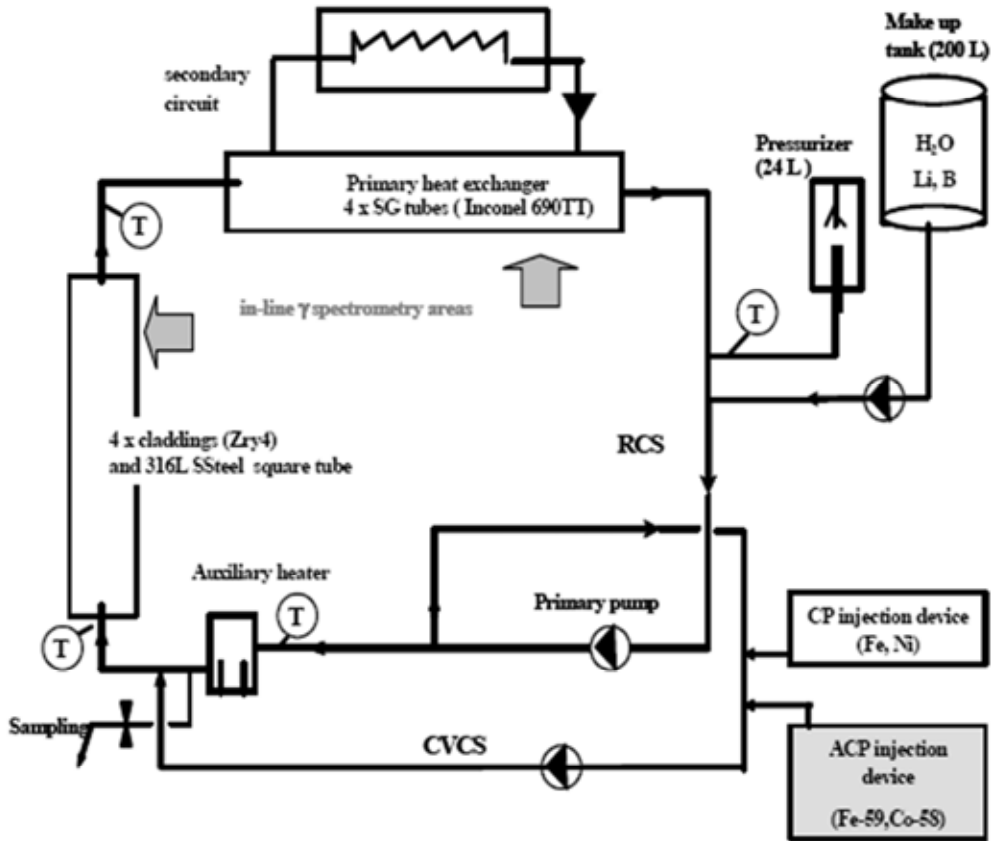 Make up
tank (200 L)
secondary
circuit
H₂O
Li, B
Pressurizer
(24 L )
Primary heat exchanger
4 x SG tubes ( Inconel 690TT)
T
in-line γ spectrometry areas
T
4 x claddings (Zry4)
and 316L SSteel square tube
RCS
Auxiliary heater
T
T
Primary pump
CP injection device
(Fe, Ni)
Sampling
CVCS
ACP injection
device
(Fe-59,Co-58)